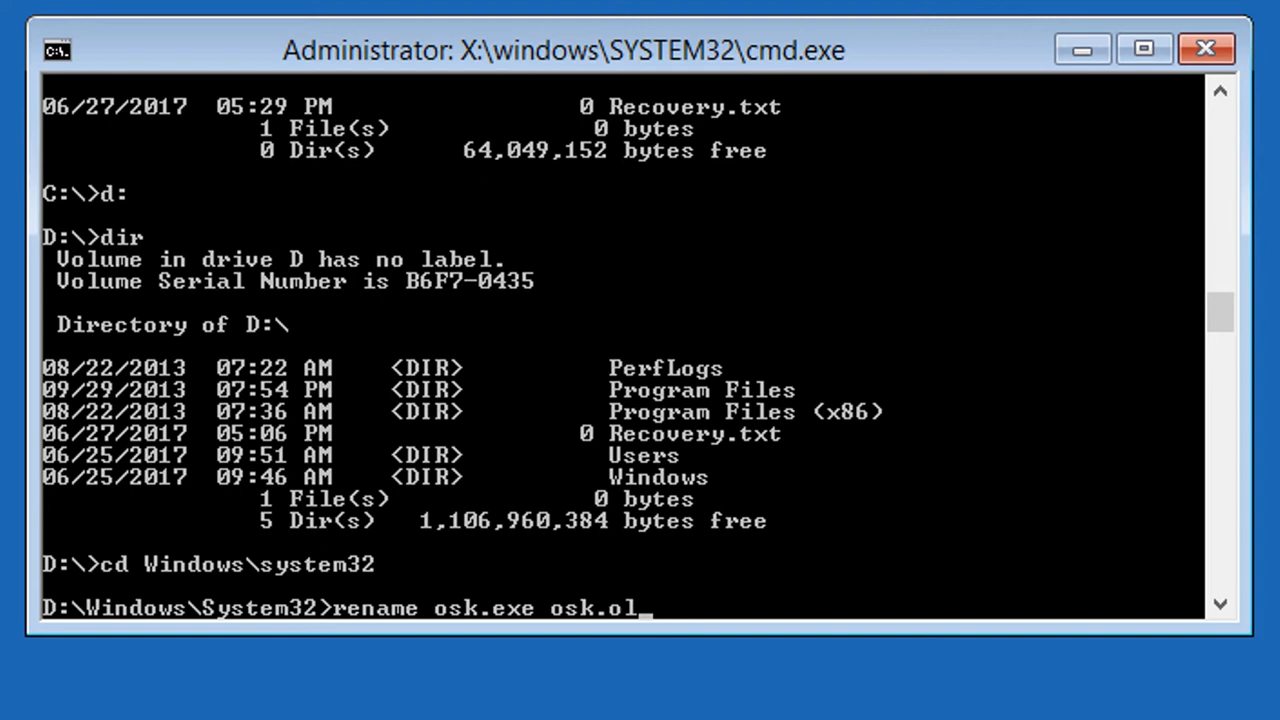 Administrator: X:\windows\SYSTEM32\cmd.exe
06/27/2017  05:29 PM                 0 Recovery.txt
               1 File(s)              0 bytes
               0 Dir(s)      64,049,152 bytes free
C:\>d:
D:\>dir
 Volume in drive D has no label.
 Volume Serial Number is B6F7-0435
 Directory of D:\
08/22/2013  07:22 AM    <DIR>          PerfLogs
09/29/2013  07:54 PM    <DIR>          Program Files
08/22/2013  07:36 AM    <DIR>          Program Files (x86)
06/27/2017  05:06 PM                 0 Recovery.txt
06/25/2017  09:51 AM    <DIR>          Users
06/25/2017  09:46 AM    <DIR>          Windows
               1 File(s)              0 bytes
               5 Dir(s)   1,106,960,384 bytes free
D:\>cd Windows\system32
D:\Windows\System32>rename osk.exe osk.ol_